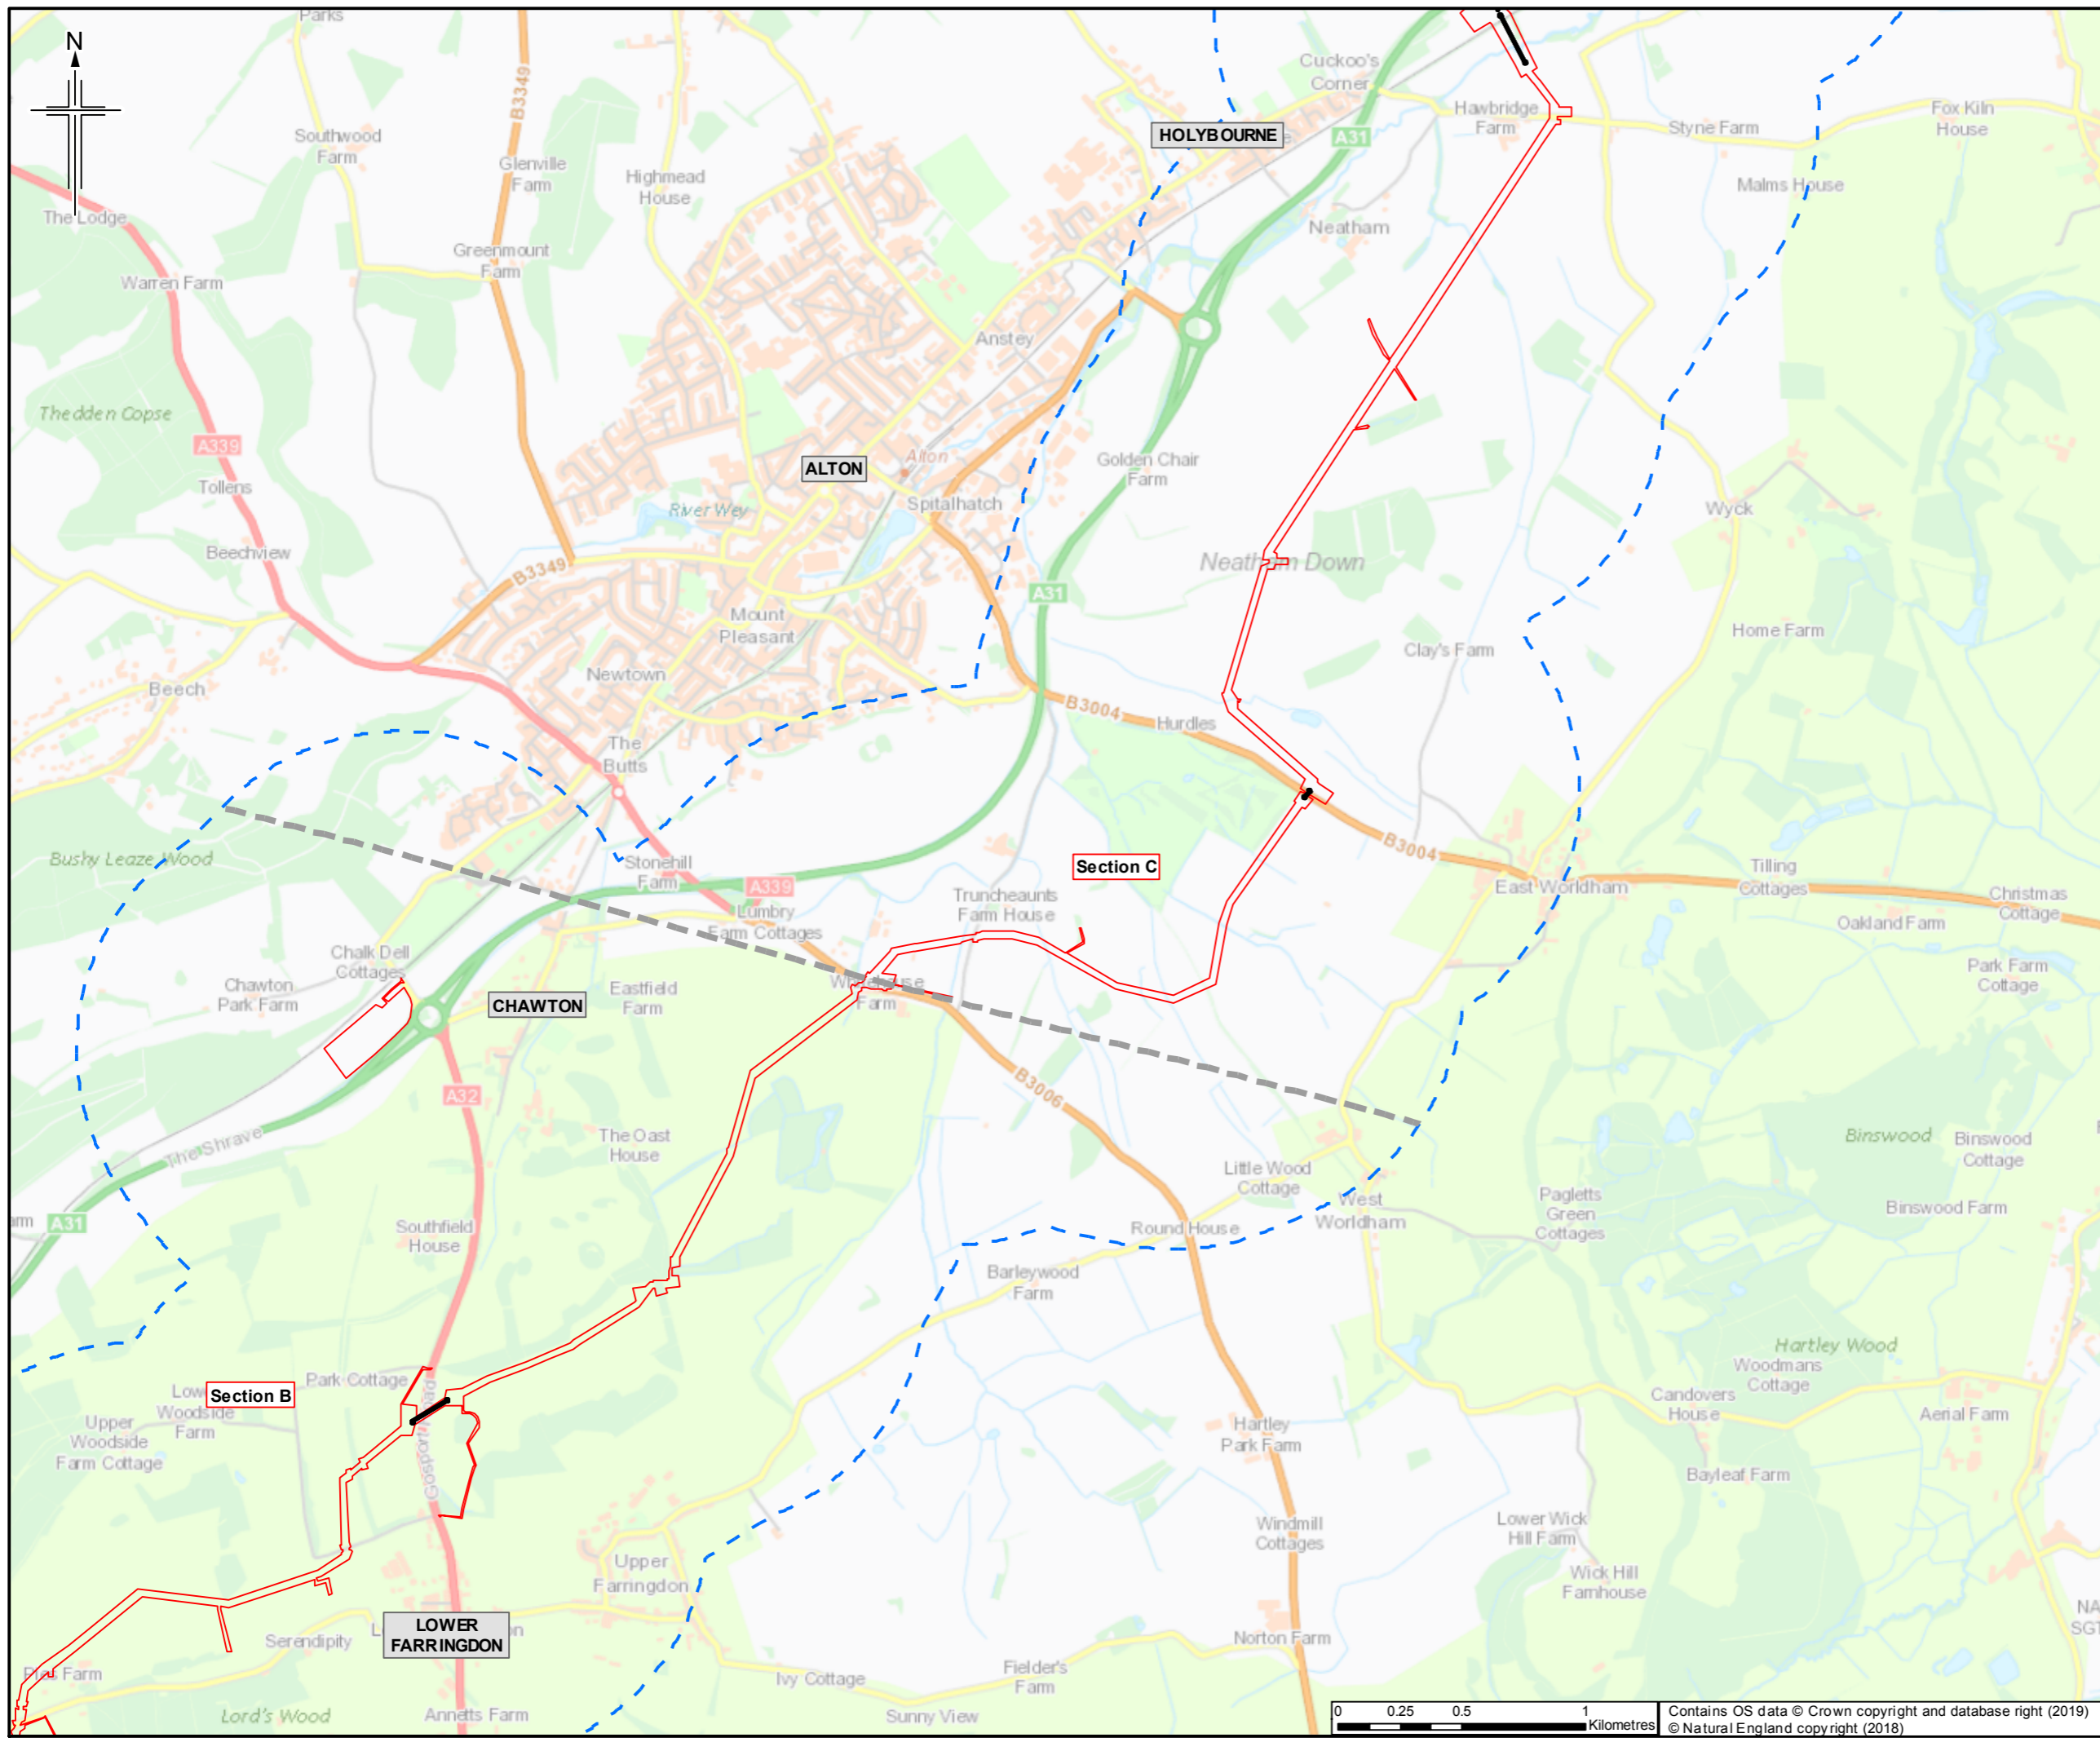 Parks
N
B3349
Cuckoo's
Corner
Hawbridge
Farm
Fox Kiln
House
Styne Farm
HOLYBOURNE
A31
Southwood
Farm
Glenville
Farm
Highmead
House
Malms House
The Lodge
Neatham
Greenmount
Farm
Warren Farm
Anstey
Thedden Copse
A339
Tollens
ALTON
Alton
Golden Chair
Farm
Spitalhatch
River Wey
Wyck
Beechview
B3349
Neatham Down
A31
Mount
Pleasant
Home Farm
Clay's Farm
Newtown
Beech
B3004
Hurdles
The
Butts
Bushy Leaze Wood
Stonehill
Farm
B3004
Section C
Tilling
Cottages
A339
East Worldham
Truncheaunts
Farm House
Christmas
Cottage
Lumbry
Farm Cottages
Oakland Farm
Chalk Dell
Cottages
Park Farm
Cottage
Chawton
Park Farm
Eastfield
Farm
Farm
CHAWTON
A32
B3006
The Shrave
The Oast
House
Binswood
Binswood
Cottage
Little Wood
Cottage
Pagletts
Green
Cottages
West
Worldham
Binswood Farm
arm
A31
Southfield
House
Round House
Barleywood
Farm
Hartley Wood
Woodmans
Cottage
Park Cottage
Section B
Woodside
Farm
Candovers
House
Aerial Farm
Upper
Woodside
Farm Cottage
Gosport Road
Hartley
Park Farm
Bayleaf Farm
Windmill
Cottages
Lower Wick
Hill Farm
Upper
Farringdon
Wick Hill
Farmhouse
NA
SGT
LOWER
FARRINGDON
Serendipity
Norton Farm
Farm
Ivy Cottage
Fielder's
Farm
Lord's Wood
Annetts Farm
Sunny View
0 0.25 0.5 1
Kilometres
Contains OS data © Crown copyright and database right (2019)
© Natural England copyright (2018)